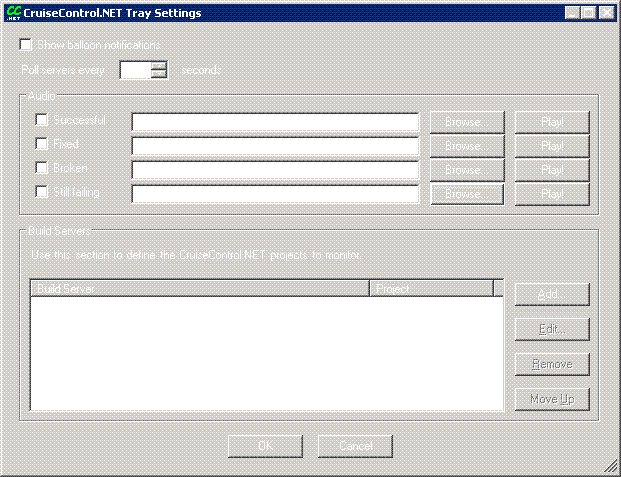 CC .NET CruiseControl.NET Tray Settings
Show balloon notifications
Poll servers every seconds
Audio
Successful Browse... Play!
Fixed Browse... Play!
Broken Browse... Play!
Still failing Browse... Play!
Build Servers
Use this section to define the CruiseControl.NET projects to monitor.
Build Server Project
Add
Edit...
Remove
Move Up
OK Cancel